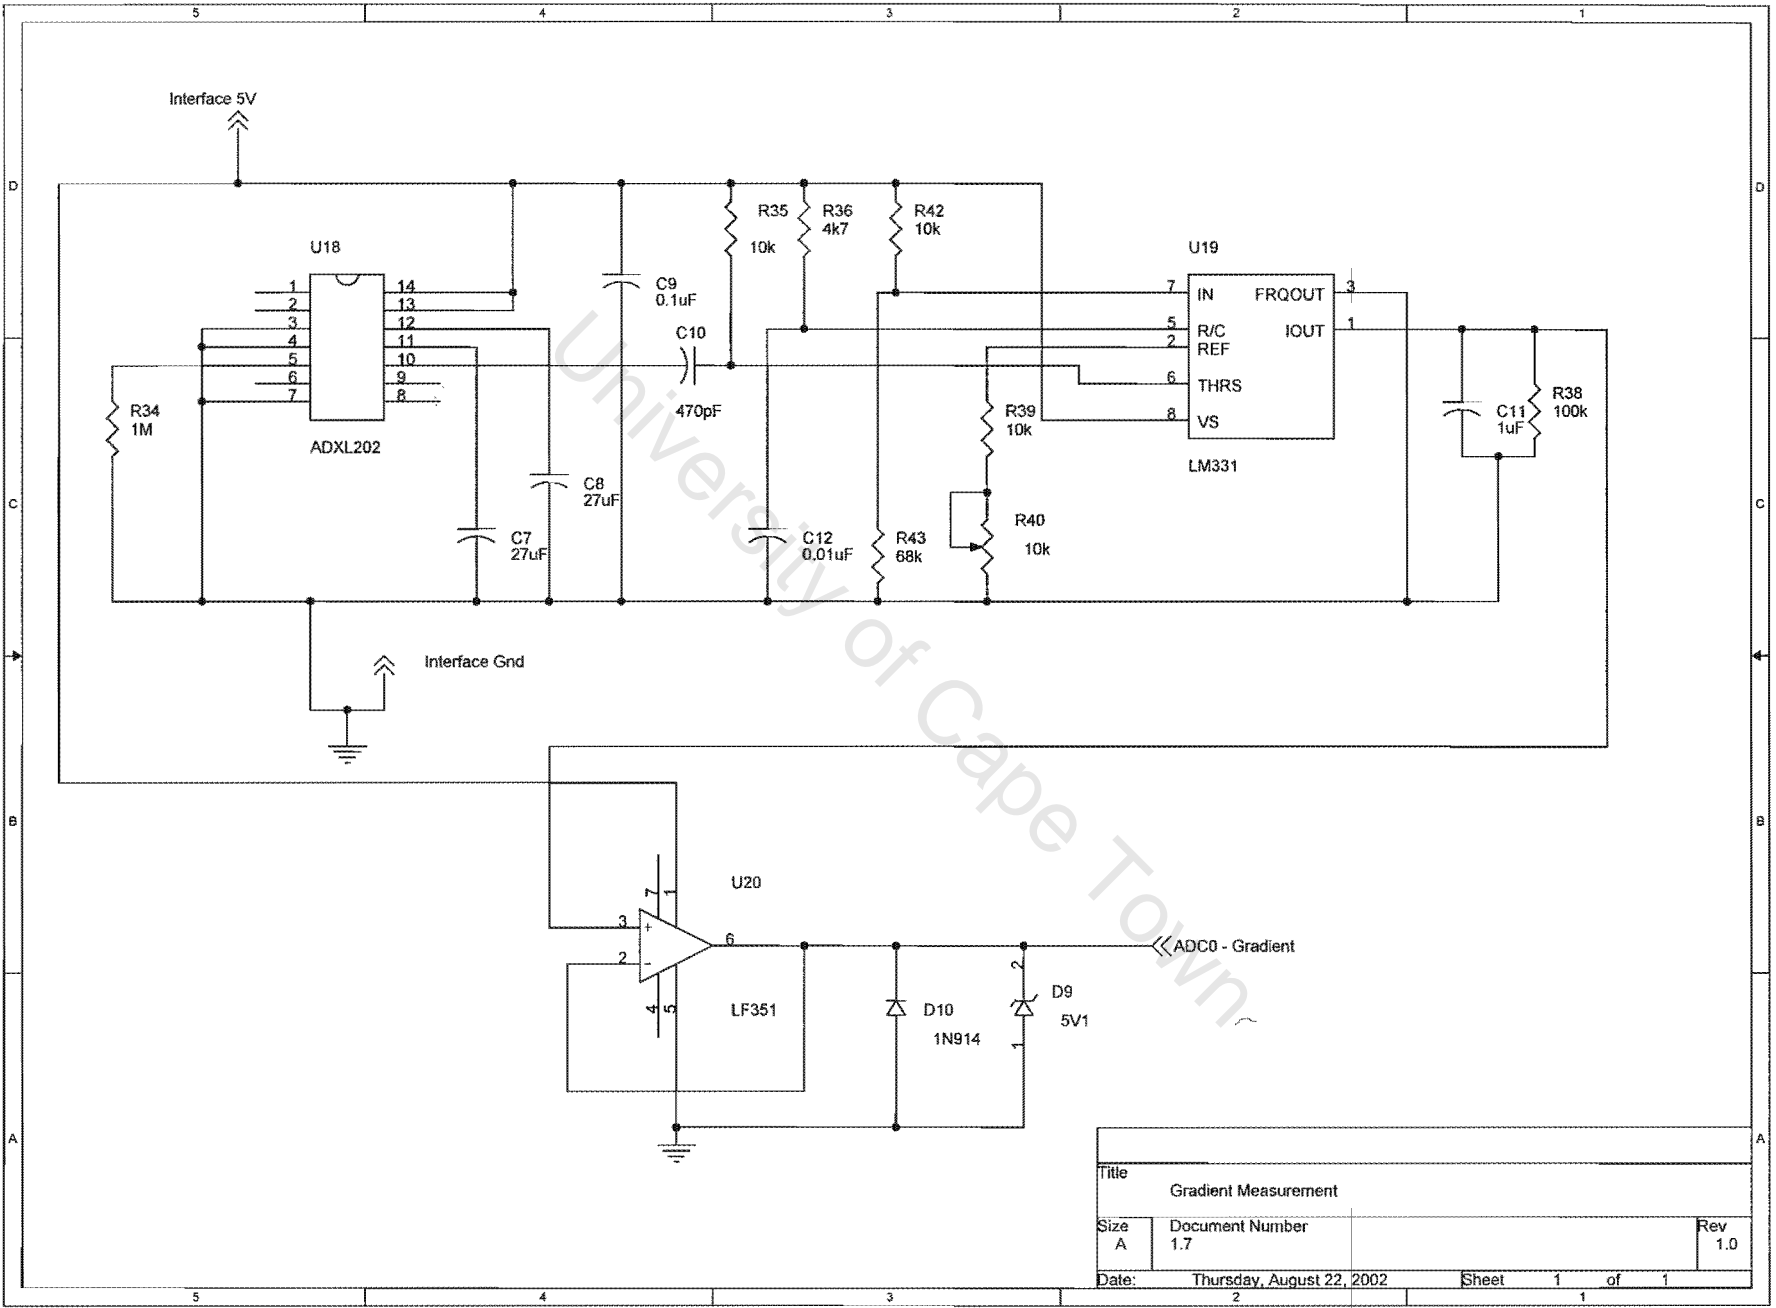 5 4 3 2 1
D
D
C
C
B
B
A
A
Interface 5V
U18
1
2
3
4
5
6
7
14
13
12
11
10
9
8
ADXL202
R34
1M
C9
0.1uF
C10
470pF
C8
27uF
C7
27uF
R35
10k
R36
4k7
R42
10k
C12
0.01uF
R43
68k
R39
10k
R40
10k
U19
7 IN FRQOUT 3
5 R/C IOUT 1
2 REF
6 THRS
8 VS
LM331
C11
1uF
R38
100k
Interface Gnd
U20
7 1
3 +
2 -
6
4 5
LF351
D10
1N914
2
D9
5V1
1
ADC0 - Gradient
University of Cape Town
Title
Gradient Measurement
Size
A
Document Number
1.7
Rev
1.0
Date: Thursday, August 22, 2002 Sheet 1 of 1
5 4 3 2 1